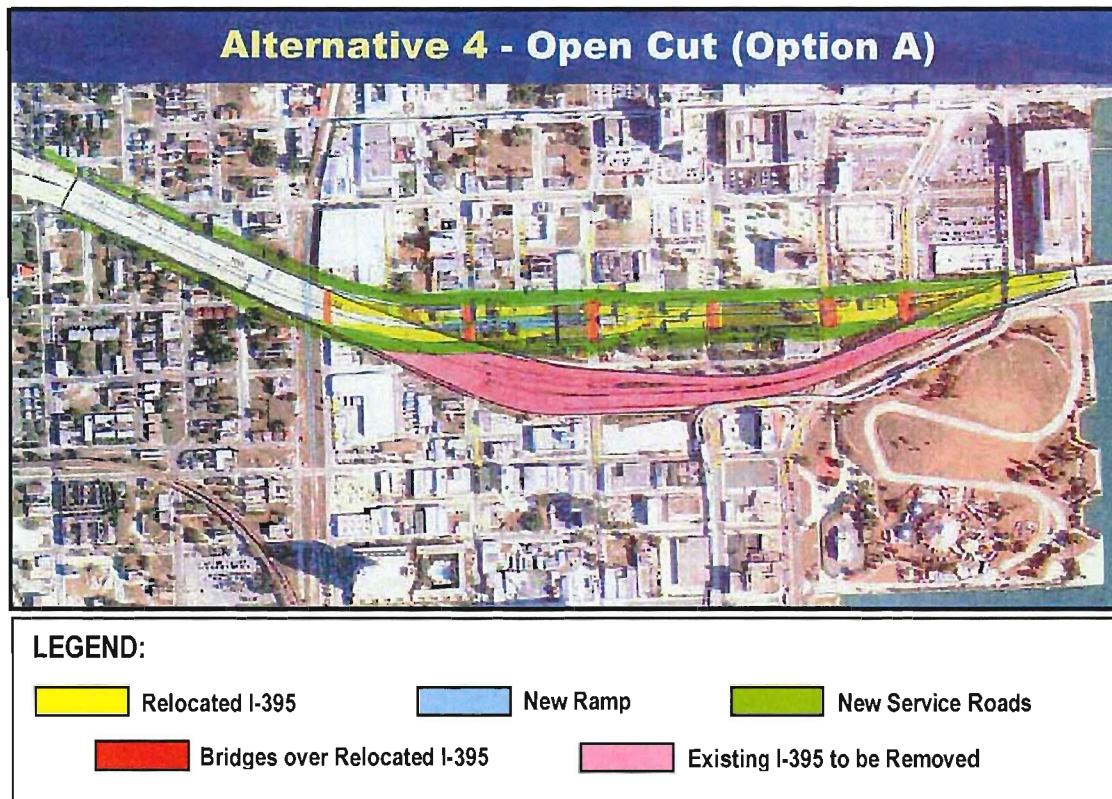 Alternative 4 - Open Cut (Option A)
LEGEND:
Relocated I-395
New Ramp
New Service Roads
Bridges over Relocated I-395
Existing I-395 to be Removed